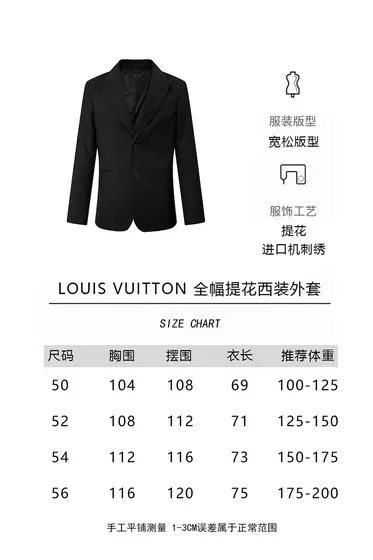 服装版型
宽松版型
服饰工艺
提花
进口机刺绣
LOUIS VUITTON 全幅提花西装外套
SIZE CHART
尺码 胸围 摆围 衣长 推荐体重
50 104 108 69 100-125
52 108 112 71 125-150
54 112 116 73 150-175
56 116 120 75 175-200
手工平铺测量 1-3CM误差属于正常范围